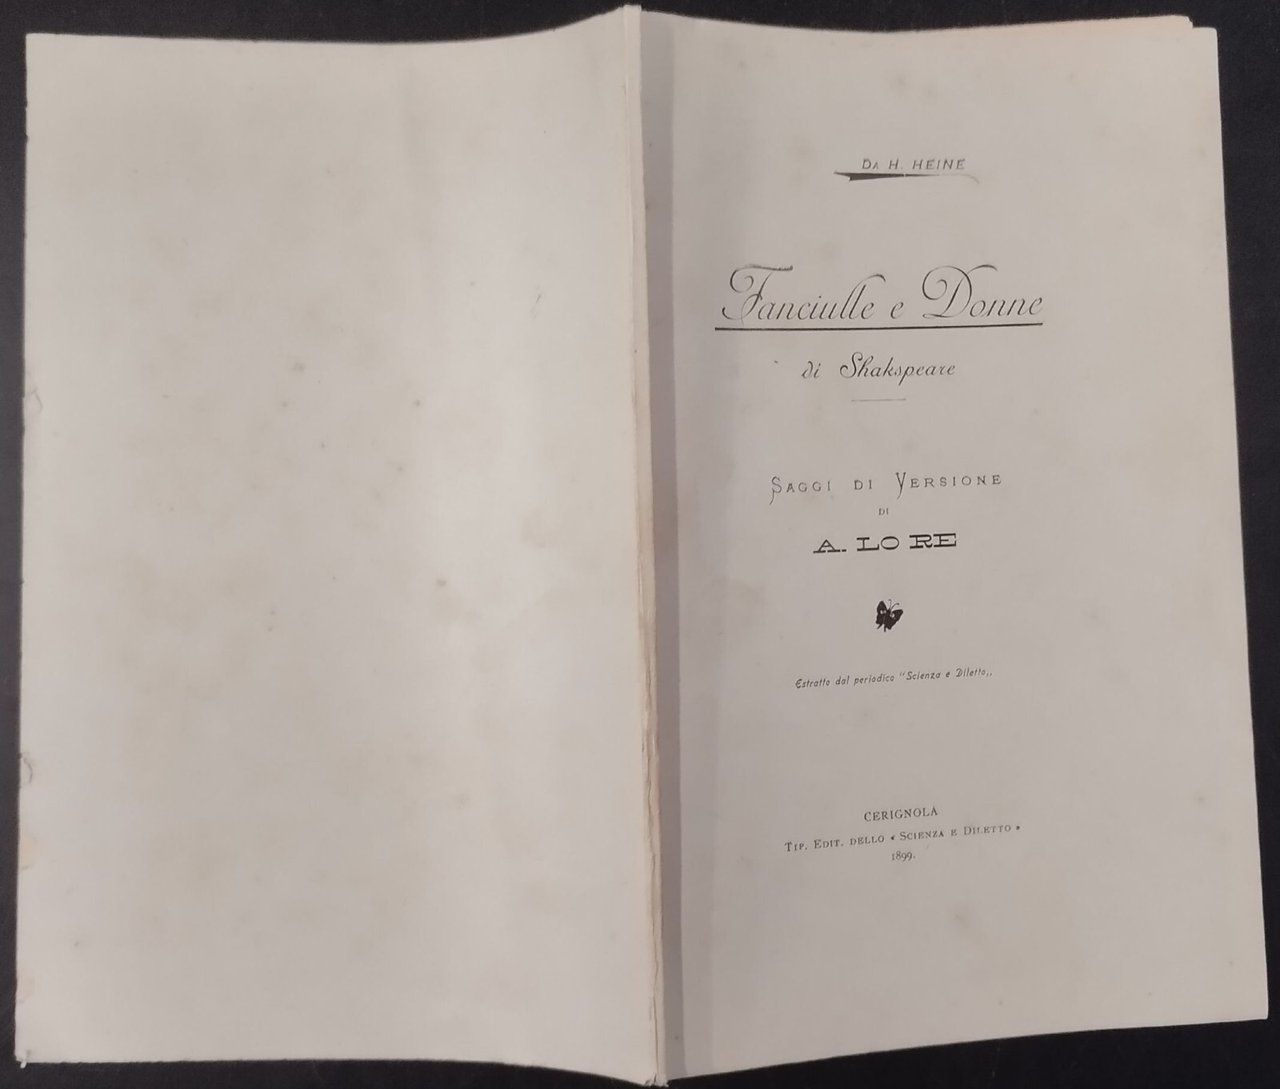 DA H. HEINE
Fanciulle e Donne
di Shakspeare
SAGGI DI VERSIONE
DI
A. LO RE
Estratto dal periodico "Scienza e Diletto„
CERIGNOLA
TIP. EDIT. DELLO « SCIENZA E DILETTO »
1899.